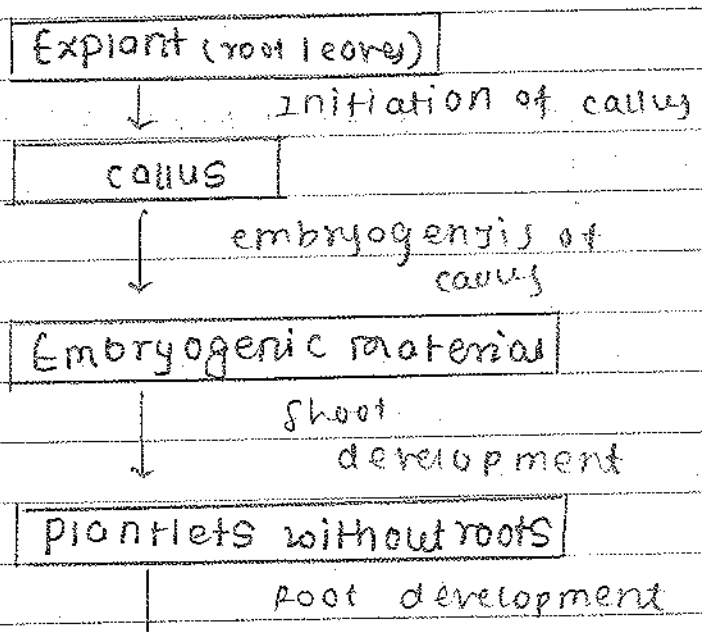 Explant (root leaves)
Initiation of callus
callus
embryogensis of
callus
Embryogenic material
Shoot
development
Plantlets without roots
Root development